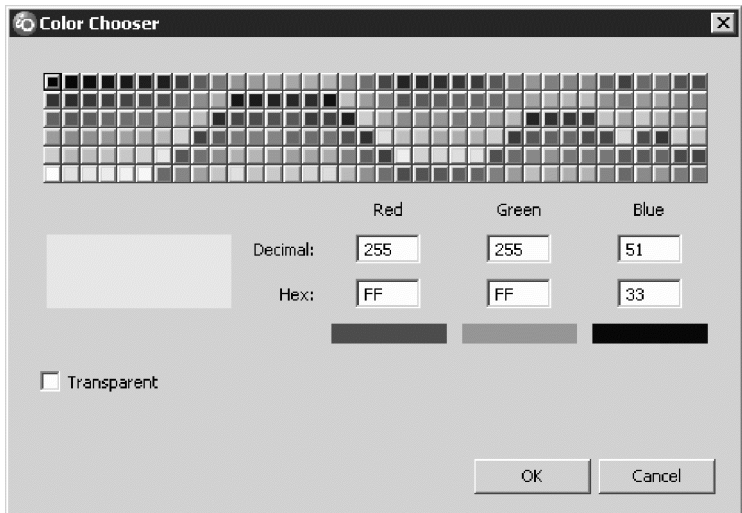 Color Chooser
Red Green Blue
Decimal: 255 255 51
Hex: FF FF 33
Transparent
OK Cancel